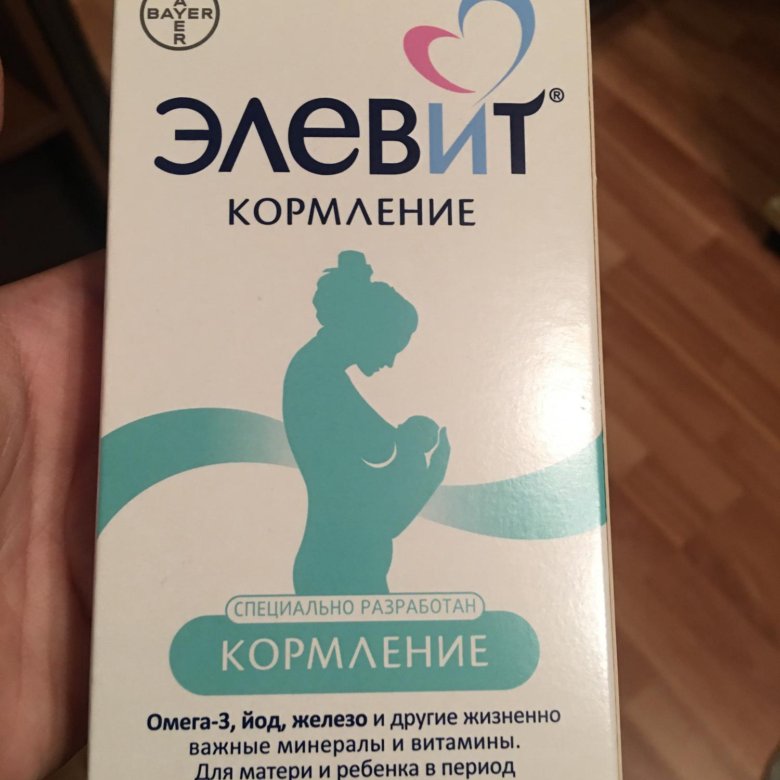 BAYER
BAYER
ЭЛЕВИТ®
КОРМЛЕНИЕ
СПЕЦИАЛЬНО РАЗРАБОТАН
КОРМЛЕНИЕ
Омега-3, йод, железо и другие жизненно
важные минералы и витамины.
Для матери и ребенка в период